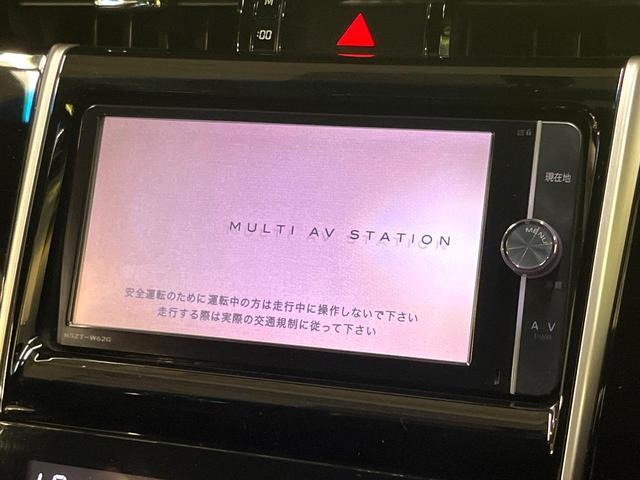 M
:00
現在地
MULTI AV STATION
MENU
安全運転のために運転中の方は走行中に操作しないで下さい
走行する際は実際の交通規制に従って下さい
NSZT-W62G
AV